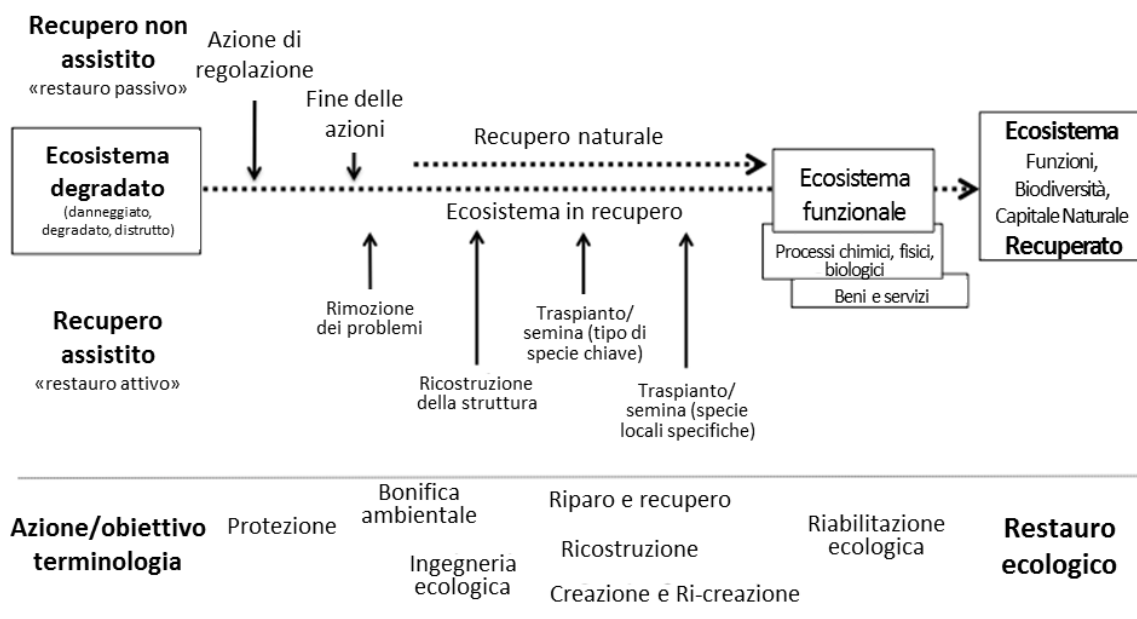 Recupero non
assistito
«restauro passivo»
Azione di
regolazione
Fine delle
azioni
Recupero naturale
Ecosistema
degradato
(danneggiato,
degradato, distrutto)
Ecosistema in recupero
Ecosistema
funzionale
Processi chimici, fisici,
biologici
Beni e servizi
Ecosistema
Funzioni,
Biodiversità,
Capitale Naturale
Recuperato
Recupero
assistito
«restauro attivo»
Rimozione
dei problemi
Ricostruzione
della struttura
Traspianto/
semina (tipo di
specie chiave)
Traspianto/
semina (specie
locali specifiche)
Azione/obiettivo
terminologia
Protezione
Bonifica
ambientale
Ingegneria
ecologica
Riparo e recupero
Ricostruzione
Creazione e Ri-creazione
Riabilitazione
ecologica
Restauro
ecologico